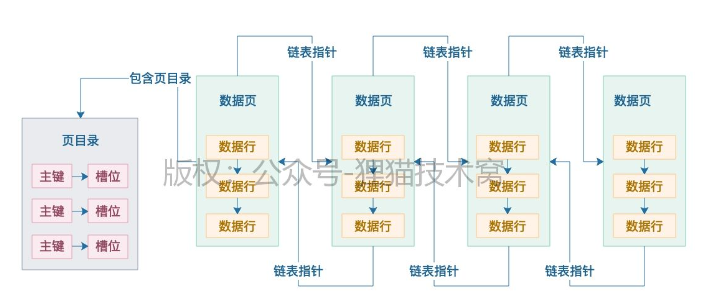 链表指针
链表指针
链表指针
包含页目录
数据页
数据页
数据页
数据页
页目录
数据行
数据行
数据行
数据行
主键
槽位
版权：公众号-狸猫技术窝
数据行
数据行
数据行
数据行
主键
槽位
数据行
数据行
数据行
数据行
主键
槽位
链表指针
链表指针
链表指针